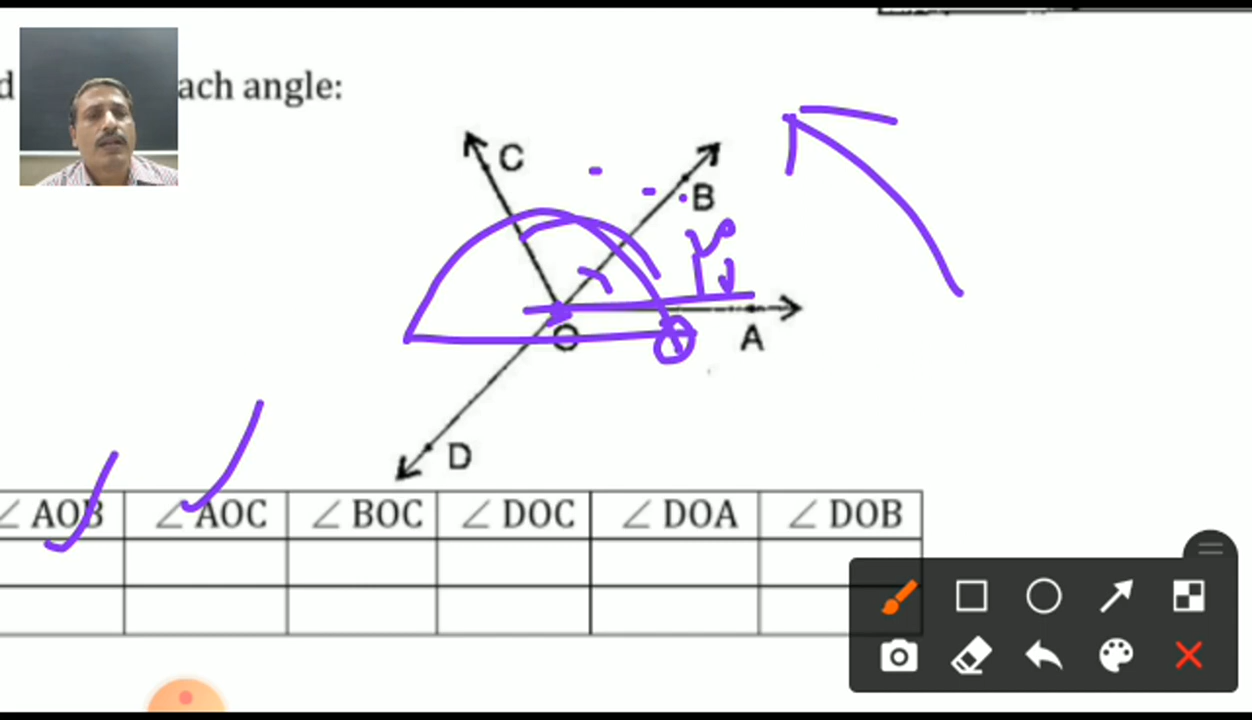 ach angle:
C
B
O
A
D
∠ AOB ∠ AOC ∠ BOC ∠ DOC ∠ DOA ∠ DOB